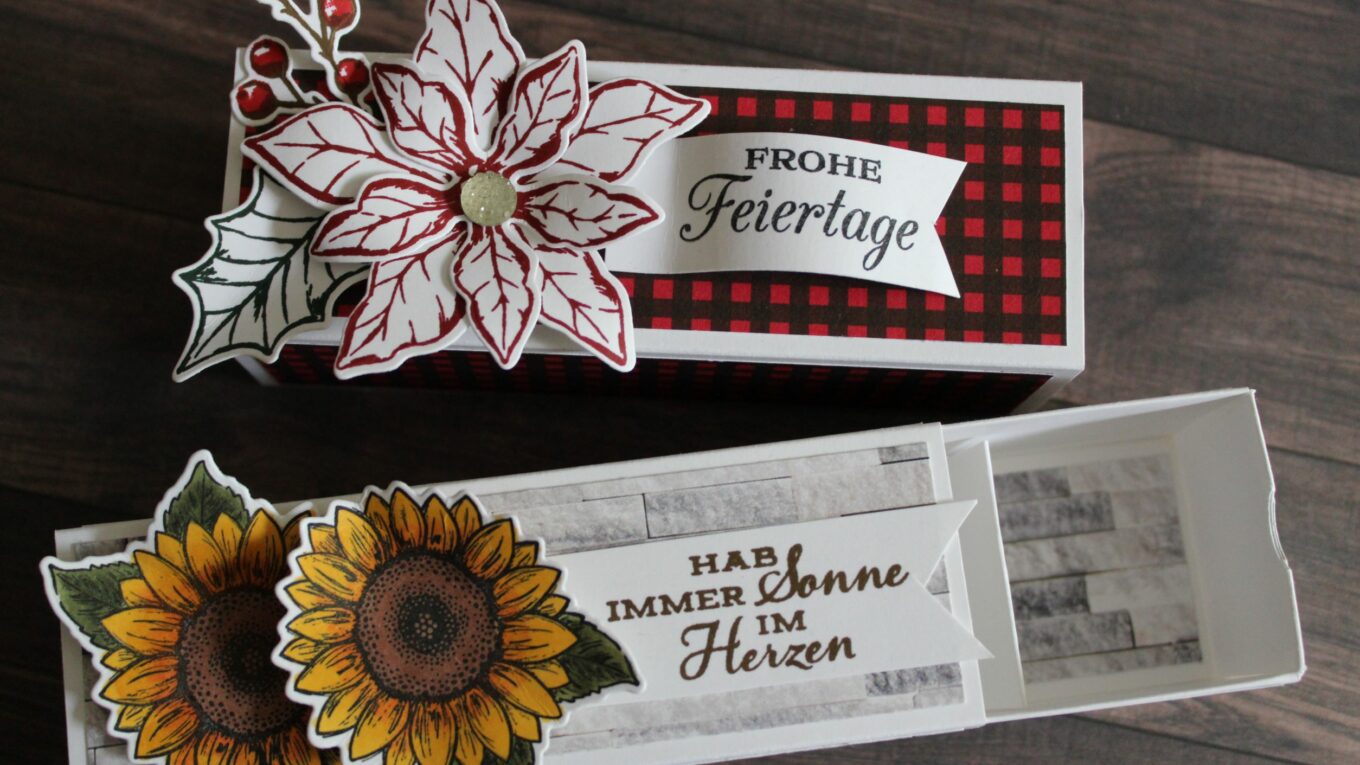 FROHE
Feiertage
HAB
IMMER Sonne
IM
Herzen